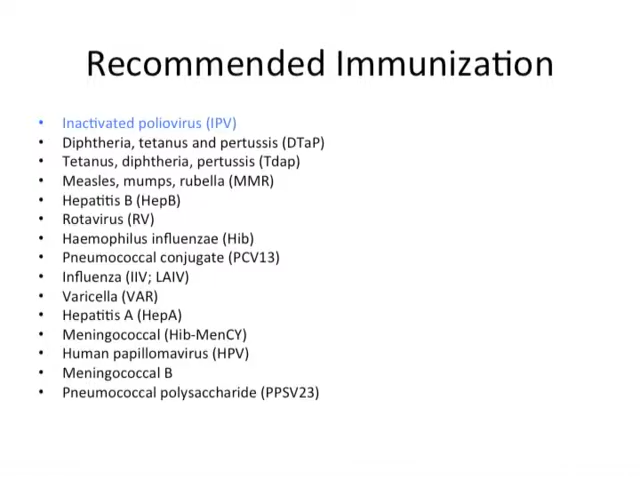 Recommended Immunization
• Inactivated poliovirus (IPV)
• Diphtheria, tetanus and pertussis (DTaP)
• Tetanus, diphtheria, pertussis (Tdap)
• Measles, mumps, rubella (MMR)
• Hepatitis B (HepB)
• Rotavirus (RV)
• Haemophilus influenzae (Hib)
• Pneumococcal conjugate (PCV13)
• Influenza (IIV; LAIV)
• Varicella (VAR)
• Hepatitis A (HepA)
• Meningococcal (Hib-MenCY)
• Human papillomavirus (HPV)
• Meningococcal B
• Pneumococcal polysaccharide (PPSV23)